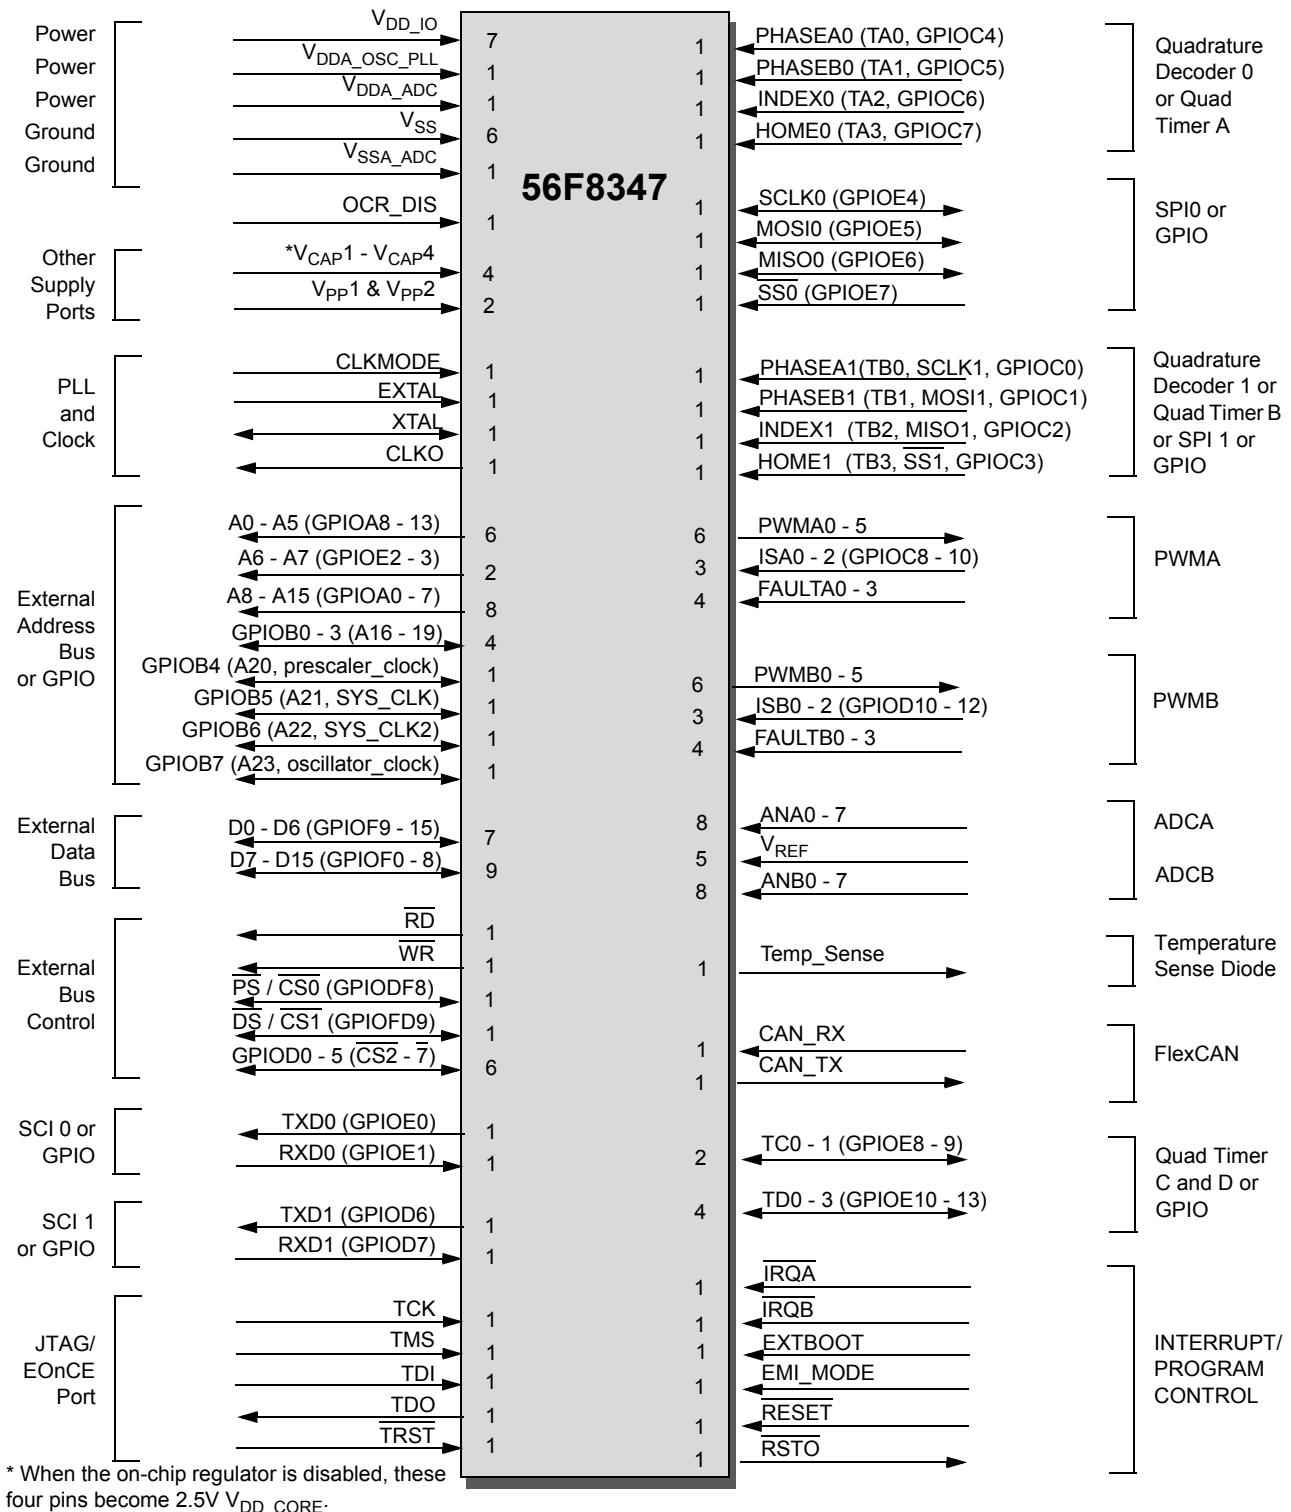 56F8347
Power
V_DD_IO
7
Power
V_DDA_OSC_PLL
1
Power
V_DDA_ADC
1
Ground
V_SS
6
Ground
V_SSA_ADC
1
OCR_DIS
1
Other
Supply
Ports
*V_CAP1 - V_CAP4
4
V_PP1 & V_PP2
2
PLL
and
Clock
CLKMODE
1
EXTAL
1
XTAL
1
CLKO
1
External
Address
Bus
or GPIO
A0 - A5 (GPIOA8 - 13)
6
A6 - A7 (GPIOE2 - 3)
2
A8 - A15 (GPIOA0 - 7)
8
GPIOB0 - 3 (A16 - 19)
4
GPIOB4 (A20, prescaler_clock)
1
GPIOB5 (A21, SYS_CLK)
1
GPIOB6 (A22, SYS_CLK2)
1
GPIOB7 (A23, oscillator_clock)
1
External
Data
Bus
D0 - D6 (GPIOF9 - 15)
7
D7 - D15 (GPIOF0 - 8)
9
External
Bus
Control
RD
1
WR
1
PS / CS0 (GPIODF8)
1
DS / CS1 (GPIOFD9)
1
GPIOD0 - 5 (CS2 - 7)
6
SCI 0 or
GPIO
TXD0 (GPIOE0)
1
RXD0 (GPIOE1)
1
SCI 1
or GPIO
TXD1 (GPIOD6)
1
RXD1 (GPIOD7)
1
JTAG/
EOnCE
Port
TCK
1
TMS
1
TDI
1
TDO
1
TRST
1
1
PHASEA0 (TA0, GPIOC4)
1
PHASEB0 (TA1, GPIOC5)
1
INDEX0 (TA2, GPIOC6)
1
HOME0 (TA3, GPIOC7)
Quadrature
Decoder 0
or Quad
Timer A
1
SCLK0 (GPIOE4)
1
MOSI0 (GPIOE5)
1
MISO0 (GPIOE6)
1
SS0 (GPIOE7)
SPI0 or
GPIO
1
PHASEA1(TB0, SCLK1, GPIOC0)
1
PHASEB1 (TB1, MOSI1, GPIOC1)
1
INDEX1 (TB2, MISO1, GPIOC2)
1
HOME1 (TB3, SS1, GPIOC3)
Quadrature
Decoder 1 or
Quad Timer B
or SPI 1 or
GPIO
6
PWMA0 - 5
3
ISA0 - 2 (GPIOC8 - 10)
4
FAULTA0 - 3
PWMA
6
PWMB0 - 5
3
ISB0 - 2 (GPIOD10 - 12)
4
FAULTB0 - 3
PWMB
8
ANA0 - 7
5
V_REF
8
ANB0 - 7
ADCA
ADCB
1
Temp_Sense
Temperature
Sense Diode
1
CAN_RX
1
CAN_TX
FlexCAN
2
TC0 - 1 (GPIOE8 - 9)
4
TD0 - 3 (GPIOE10 - 13)
Quad Timer
C and D or
GPIO
1
IRQA
1
IRQB
1
EXTBOOT
1
EMI_MODE
1
RESET
1
RSTO
INTERRUPT/
PROGRAM
CONTROL
* When the on-chip regulator is disabled, these
four pins become 2.5V V_DD_CORE.